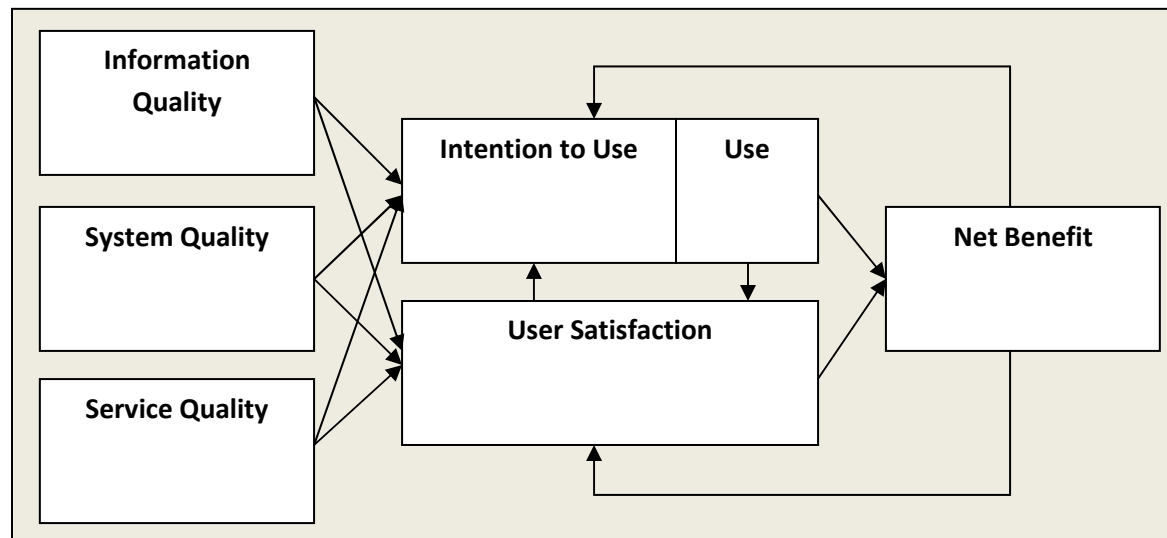 Information
Quality
Intention to Use
Use
System Quality
Net Benefit
User Satisfaction
Service Quality